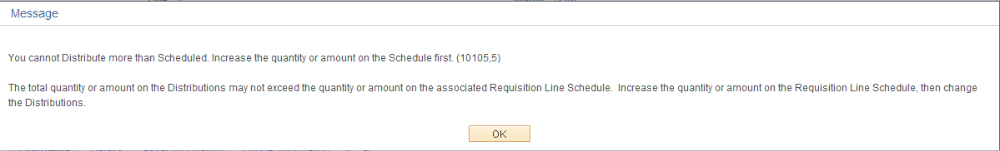 Message
You cannot Distribute more than Scheduled. Increase the quantity or amount on the Schedule first. (10105,5)
The total quantity or amount on the Distributions may not exceed the quantity or amount on the associated Requisition Line Schedule.  Increase the quantity or amount on the Requisition Line Schedule, then change
the Distributions.
OK